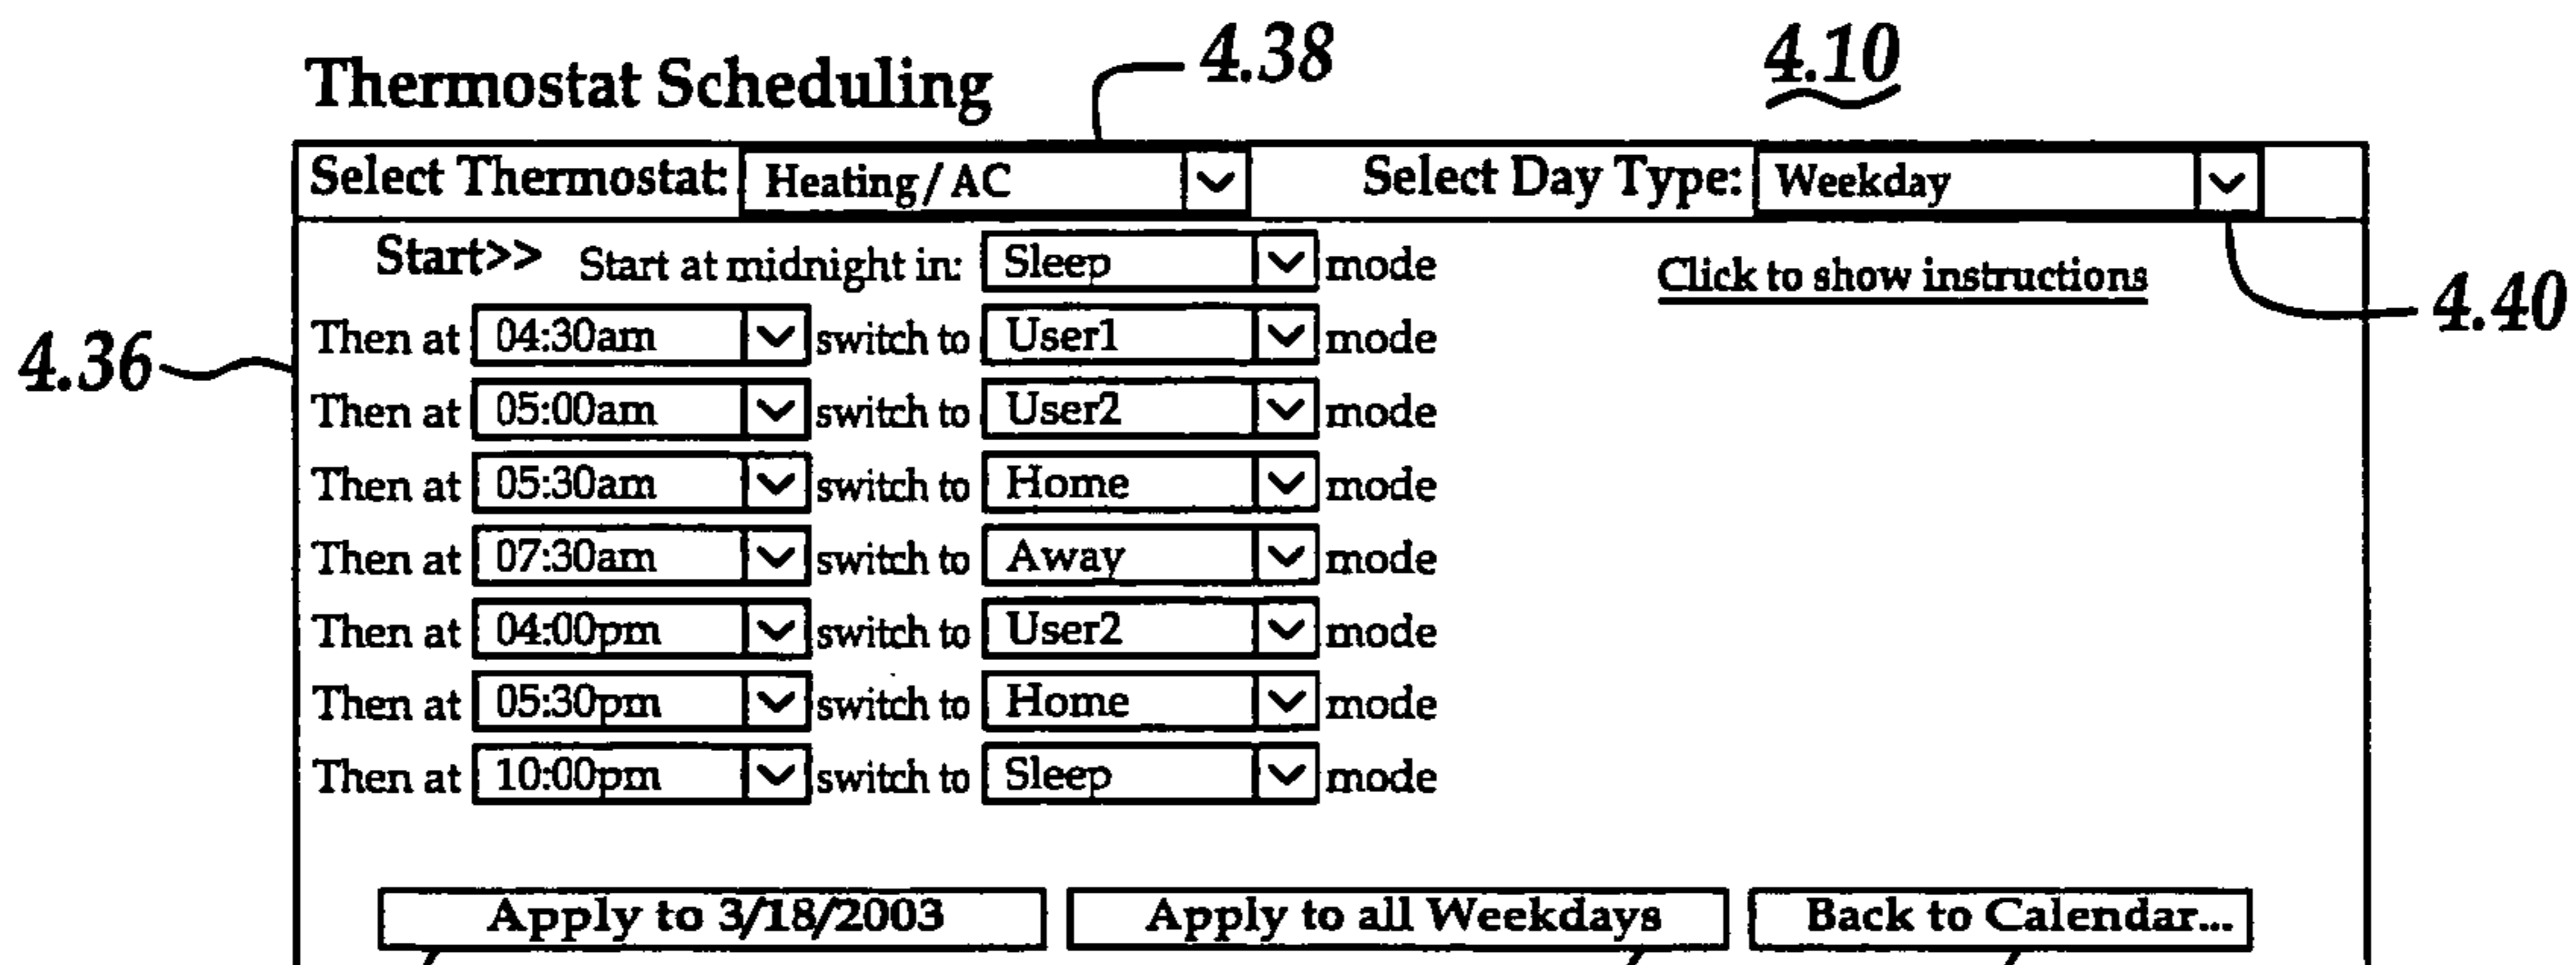 Thermostat Scheduling 4.38 4.10
Select Thermostat: Heating/AC Select Day Type: Weekday
Start>> Start at midnight in: Sleep mode Click to show instructions
4.40
Then at 04:30am switch to User1 mode
4.36
Then at 05:00am switch to User2 mode
Then at 05:30am switch to Home mode
Then at 07:30am switch to Away mode
Then at 04:00pm switch to User2 mode
Then at 05:30pm switch to Home mode
Then at 10:00pm switch to Sleep mode
Apply to 3/18/2003 Apply to all Weekdays Back to Calendar...